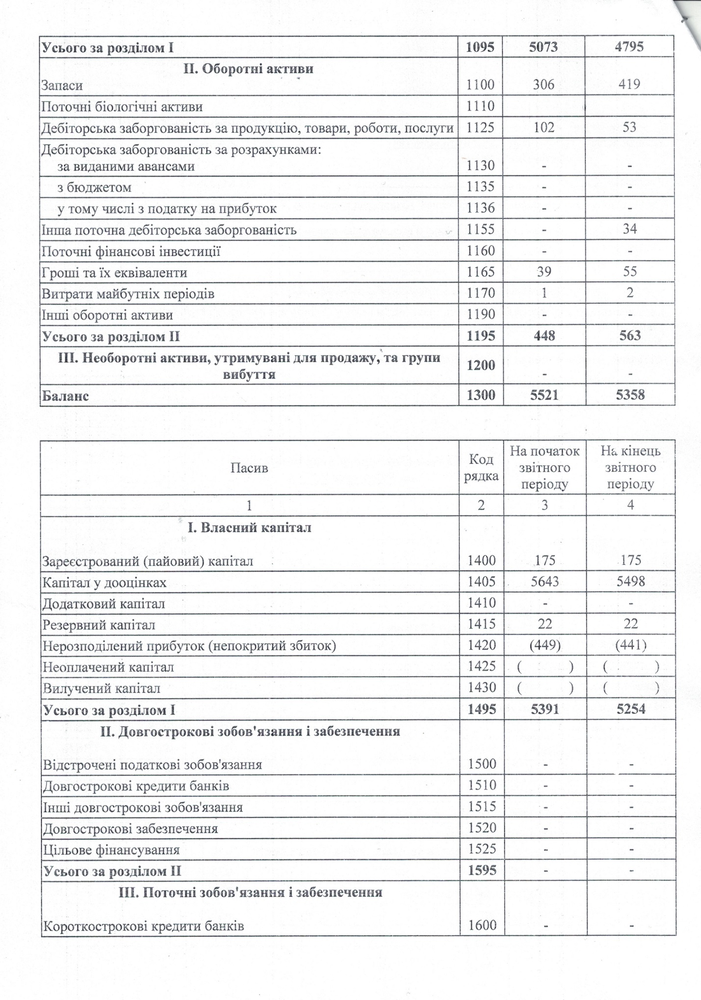 Усього за розділом I 1095 5073 4795
II. Оборотні активи
Запаси 1100 306 419
Поточні біологічні активи 1110
Дебіторська заборгованість за продукцію, товари, роботи, послуги 1125 102 53
Дебіторська заборгованість за розрахунками:
за виданими авансами 1130 - -
з бюджетом 1135 - -
у тому числі з податку на прибуток 1136 - -
Інша поточна дебіторська заборгованість 1155 - 34
Поточні фінансові інвестиції 1160 - -
Гроші та їх еквіваленти 1165 39 55
Витрати майбутніх періодів 1170 1 2
Інші оборотні активи 1190 - -
Усього за розділом II 1195 448 563
III. Необоротні активи, утримувані для продажу, та групи
вибуття 1200 - -
Баланс 1300 5521 5358
Пасив
Код
рядка
На початок
звітного
періоду
На кінець
звітного
періоду
1 2 3 4
I. Власний капітал
Зареєстрований (пайовий) капітал 1400 175 175
Капітал у дооцінках 1405 5643 5498
Додатковий капітал 1410 - -
Резервний капітал 1415 22 22
Нерозподілений прибуток (непокритий збиток) 1420 (449) (441)
Неоплачений капітал 1425 ( ) ( )
Вилучений капітал 1430 ( ) ( )
Усього за розділом I 1495 5391 5254
II. Довгострокові зобов'язання і забезпечення
Відстрочені податкові зобов'язання 1500 - -
Довгострокові кредити банків 1510 - -
Інші довгострокові зобов'язання 1515 - -
Довгострокові забезпечення 1520 - -
Цільове фінансування 1525 - -
Усього за розділом II 1595 - -
III. Поточні зобов'язання і забезпечення
Короткострокові кредити банків 1600 - -